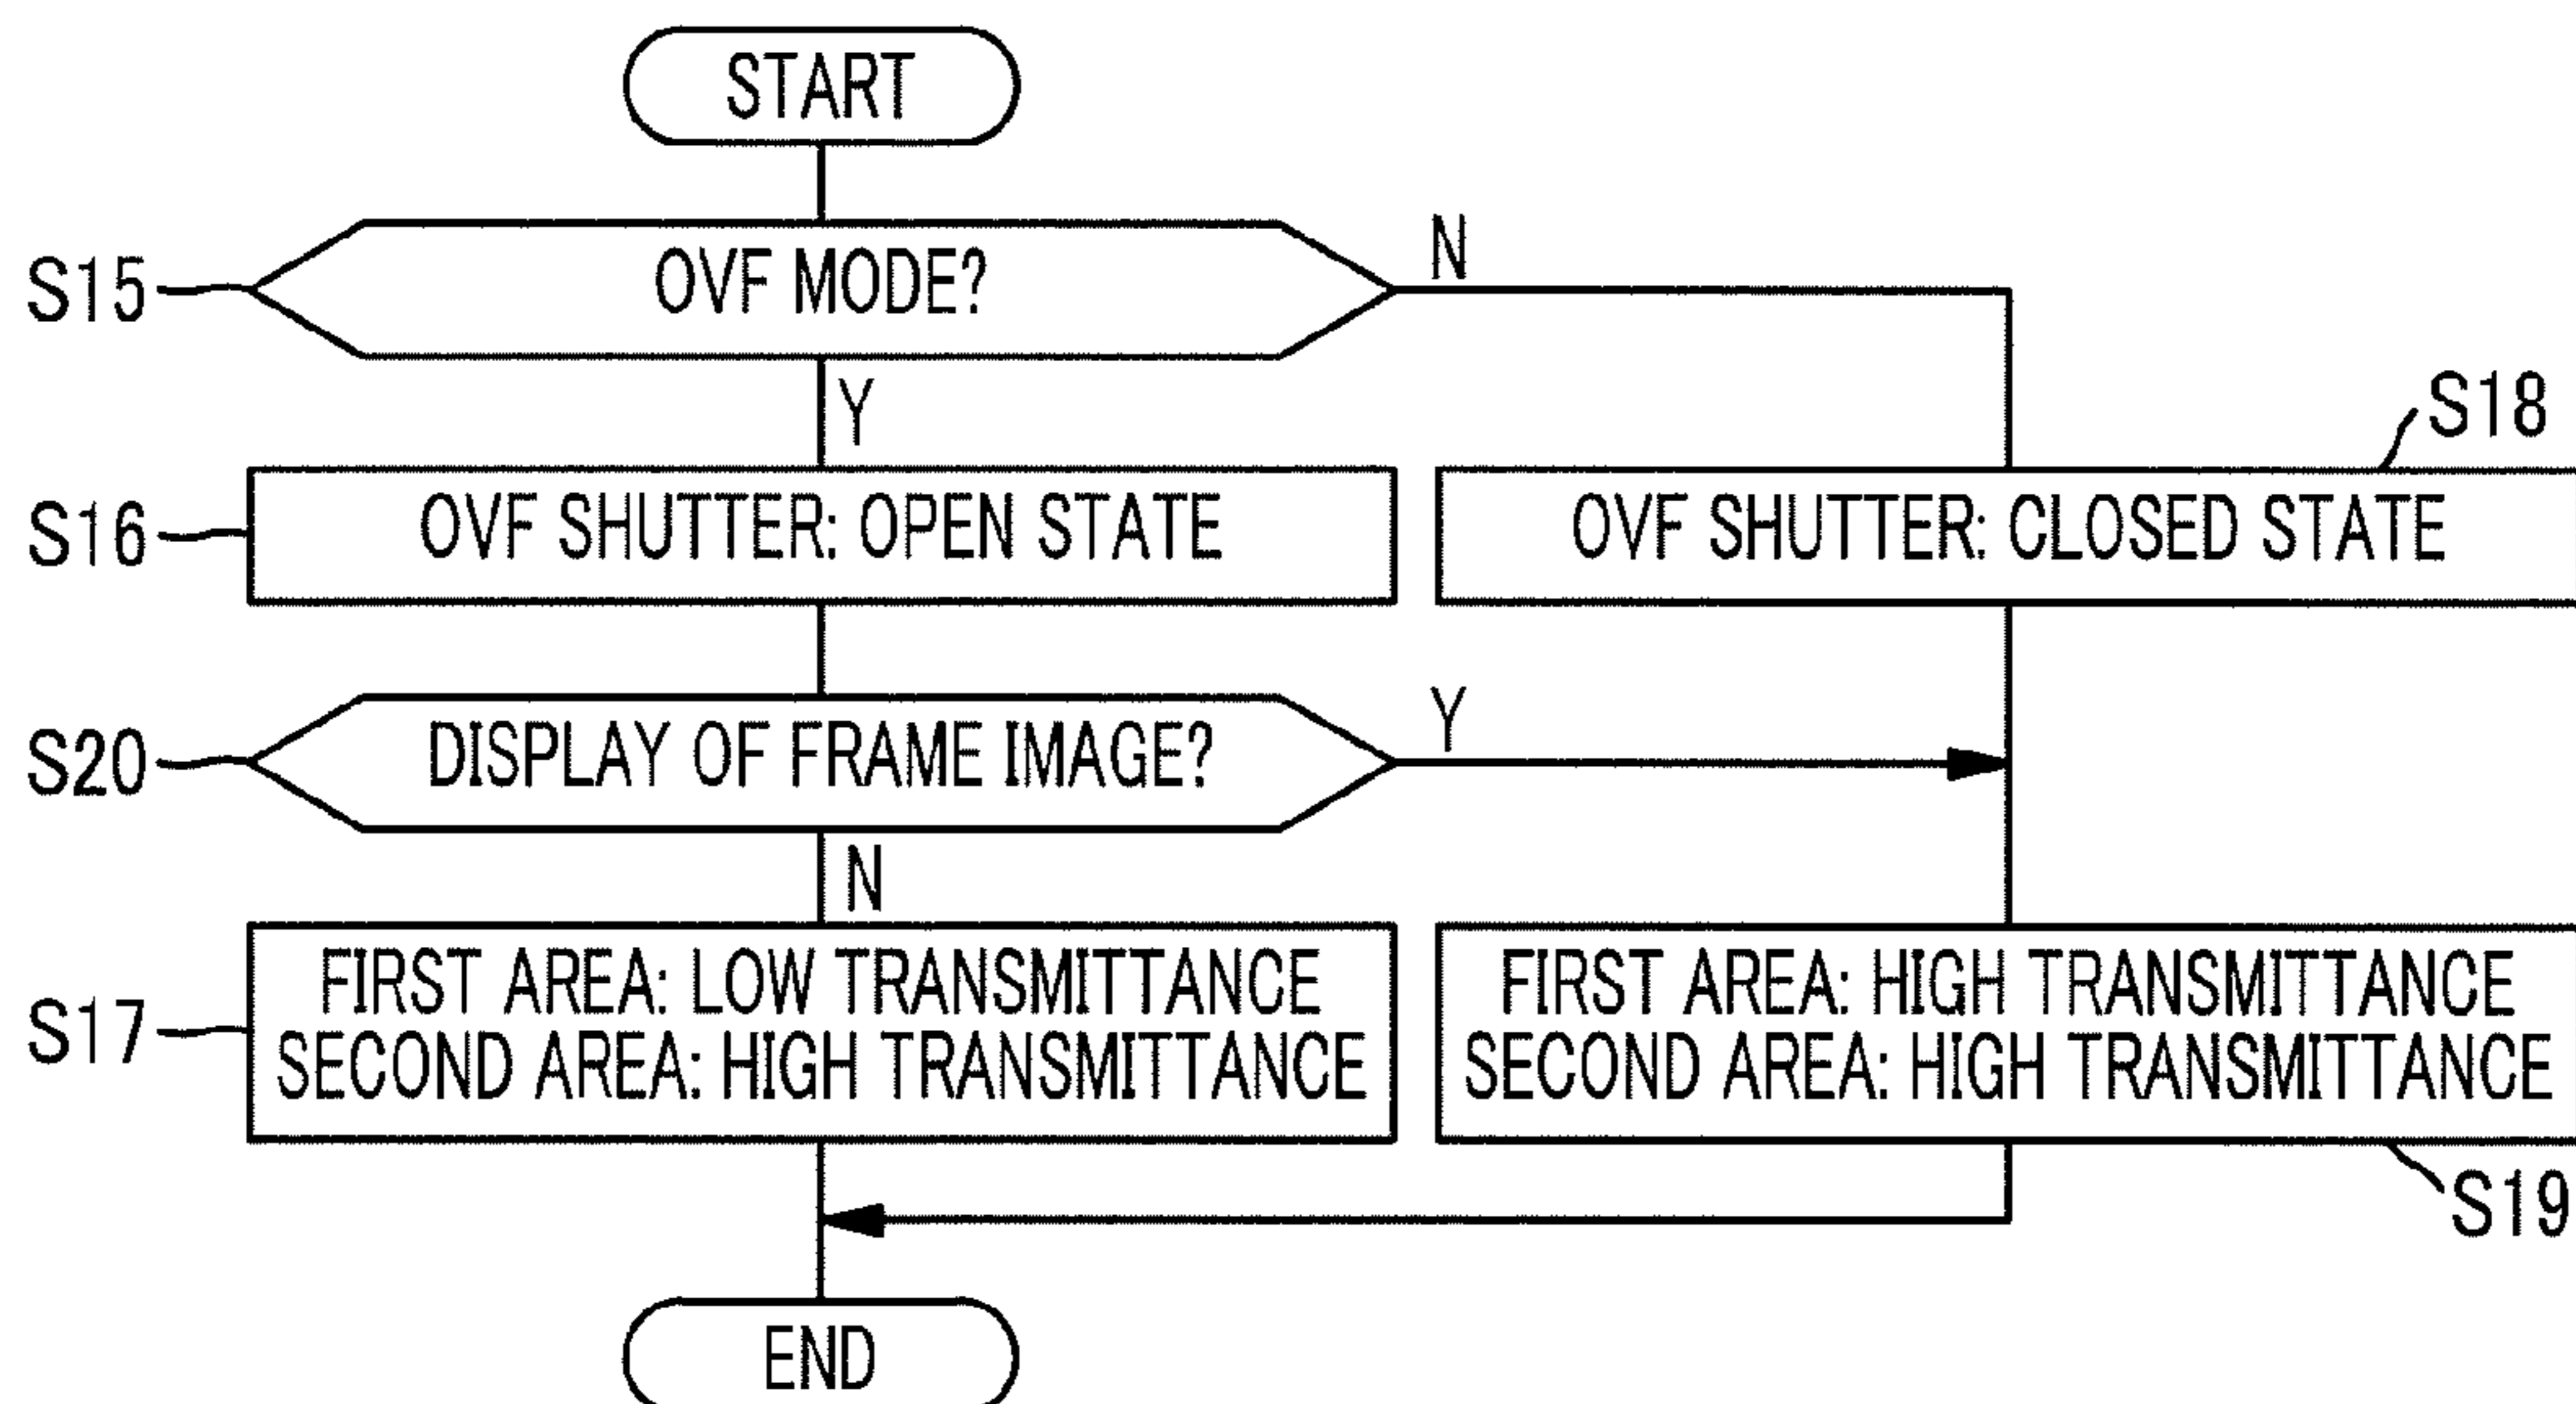 START
S15
OVF MODE?
N
Y
S16
OVF SHUTTER: OPEN STATE
S18
OVF SHUTTER: CLOSED STATE
S20
DISPLAY OF FRAME IMAGE?
Y
N
S17
FIRST AREA: LOW TRANSMITTANCE
SECOND AREA: HIGH TRANSMITTANCE
FIRST AREA: HIGH TRANSMITTANCE
SECOND AREA: HIGH TRANSMITTANCE
S19
END